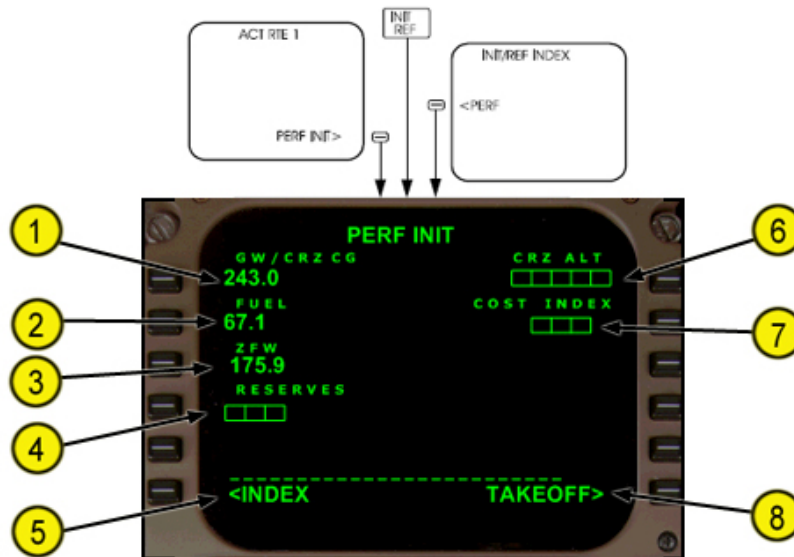 ACT RTE 1
PERF INIT>
INIT
REF
INIT/REF INDEX
<PERF
PERF INIT
GW/CRZ CG
243.0
CRZ ALT
FUEL
67.1
COST INDEX
ZFW
175.9
RESERVES
<INDEX
TAKEOFF>
1
2
3
4
5
6
7
8